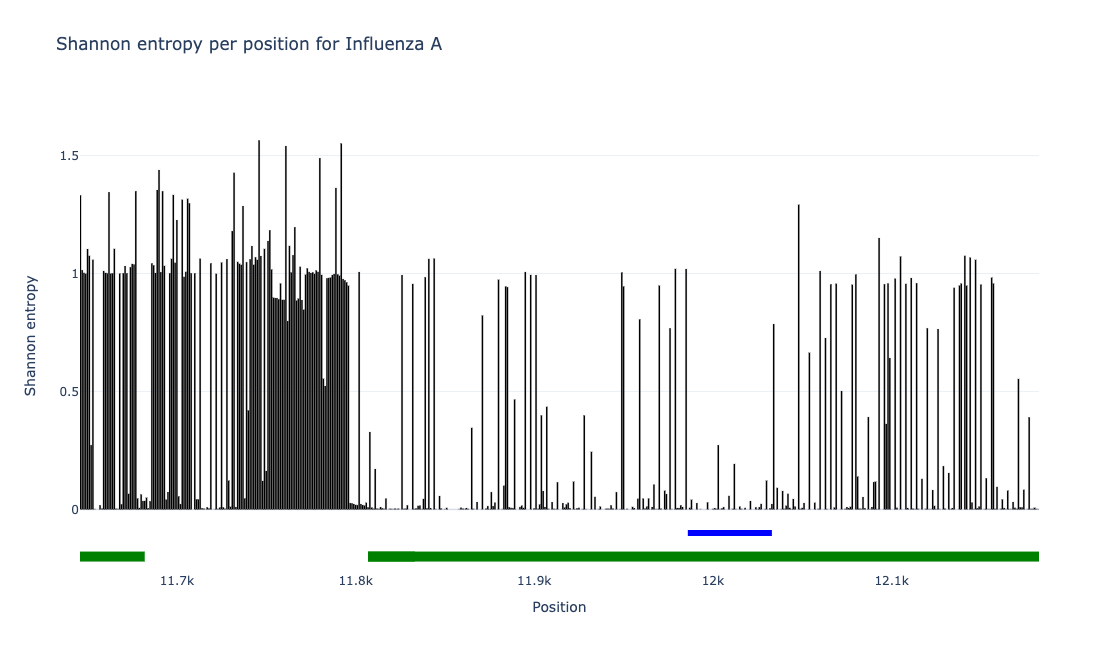 Shannon entropy per position for Influenza A
1.5
1
0.5
0
Shannon entropy
11.7k
11.8k
11.9k
12k
12.1k
Position